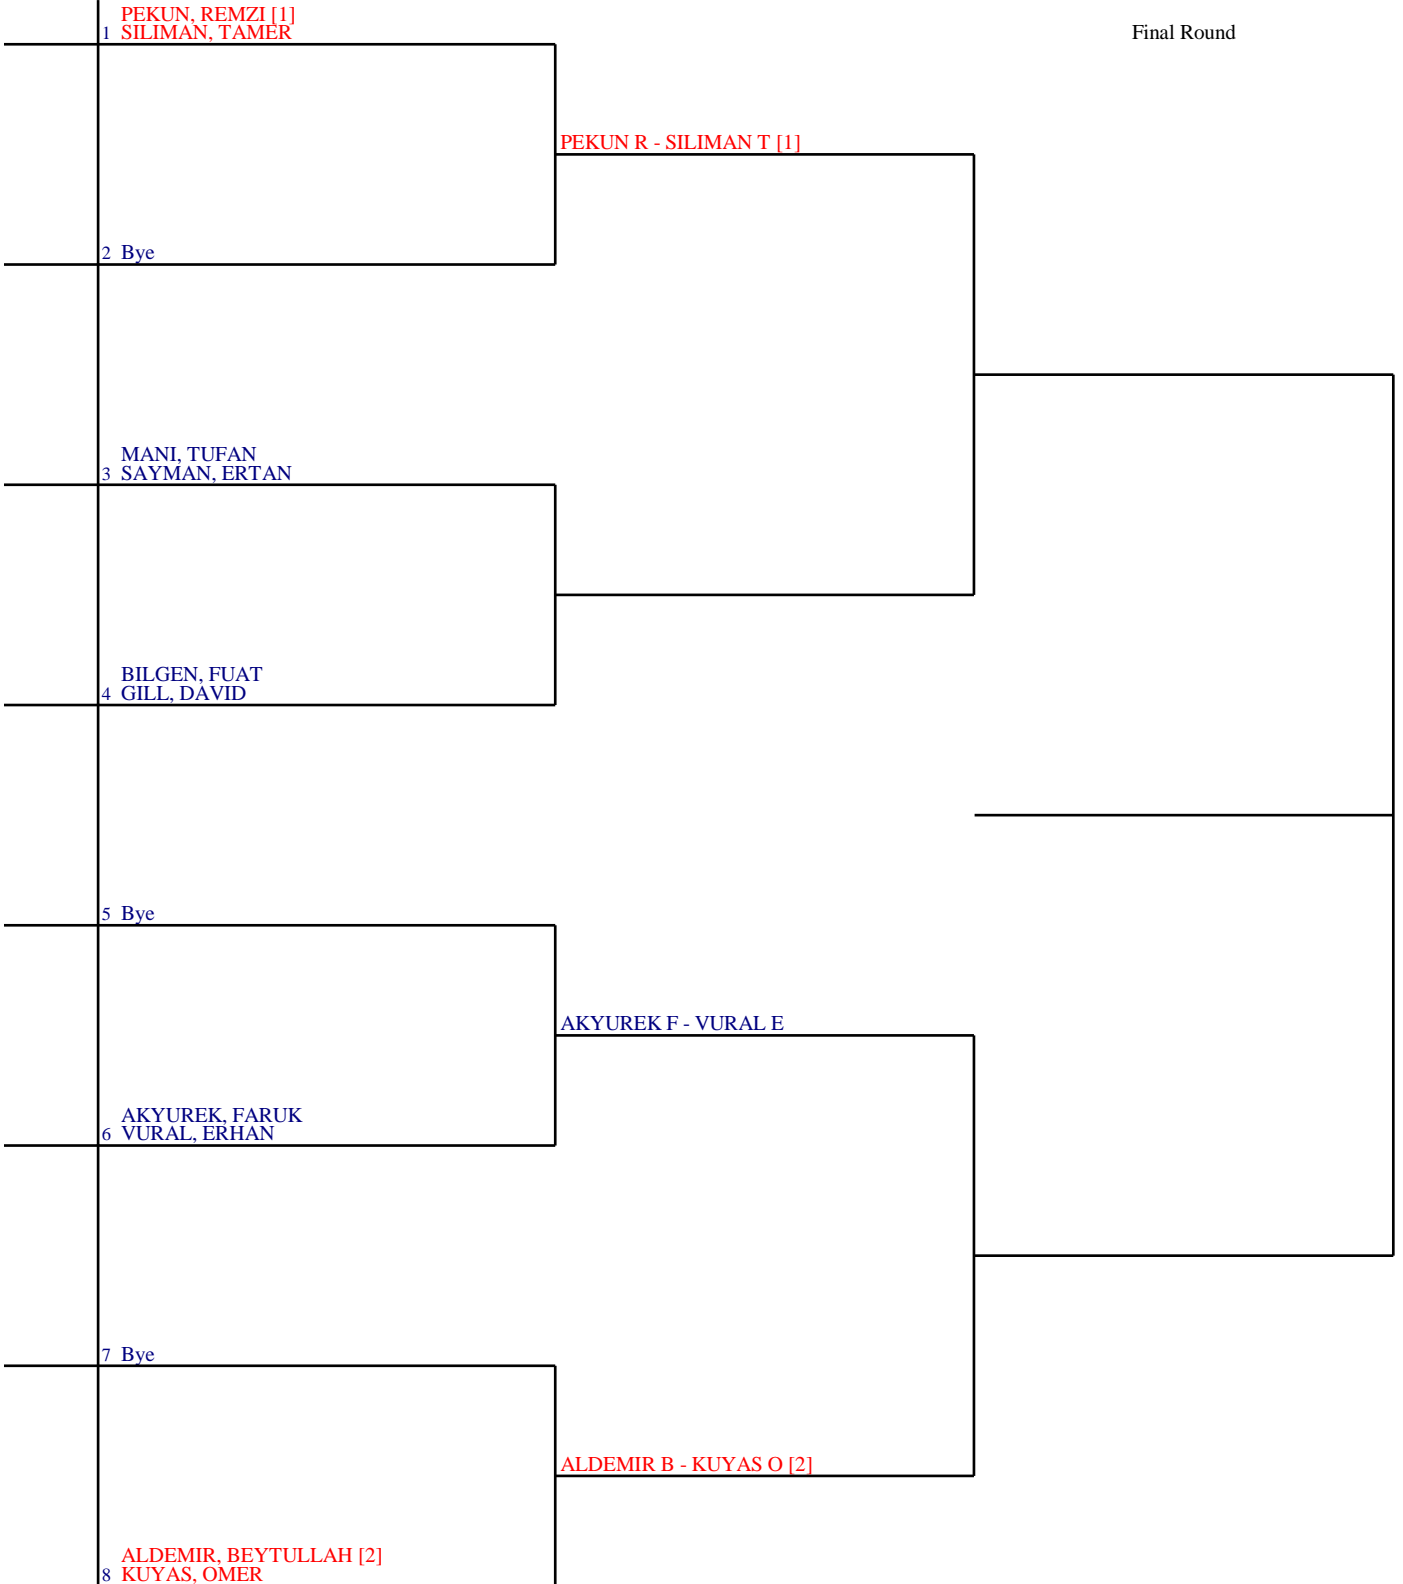 PEKUN, REMZI [1]
1 SILIMAN, TAMER
Final Round
PEKUN R - SILIMAN T [1]
2 Bye
MANI, TUFAN
3 SAYMAN, ERTAN
BILGEN, FUAT
4 GILL, DAVID
5 Bye
AKYUREK F - VURAL E
AKYUREK, FARUK
6 VURAL, ERHAN
7 Bye
ALDEMIR B - KUYAS O [2]
ALDEMIR, BEYTULLAH [2]
8 KUYAS, OMER